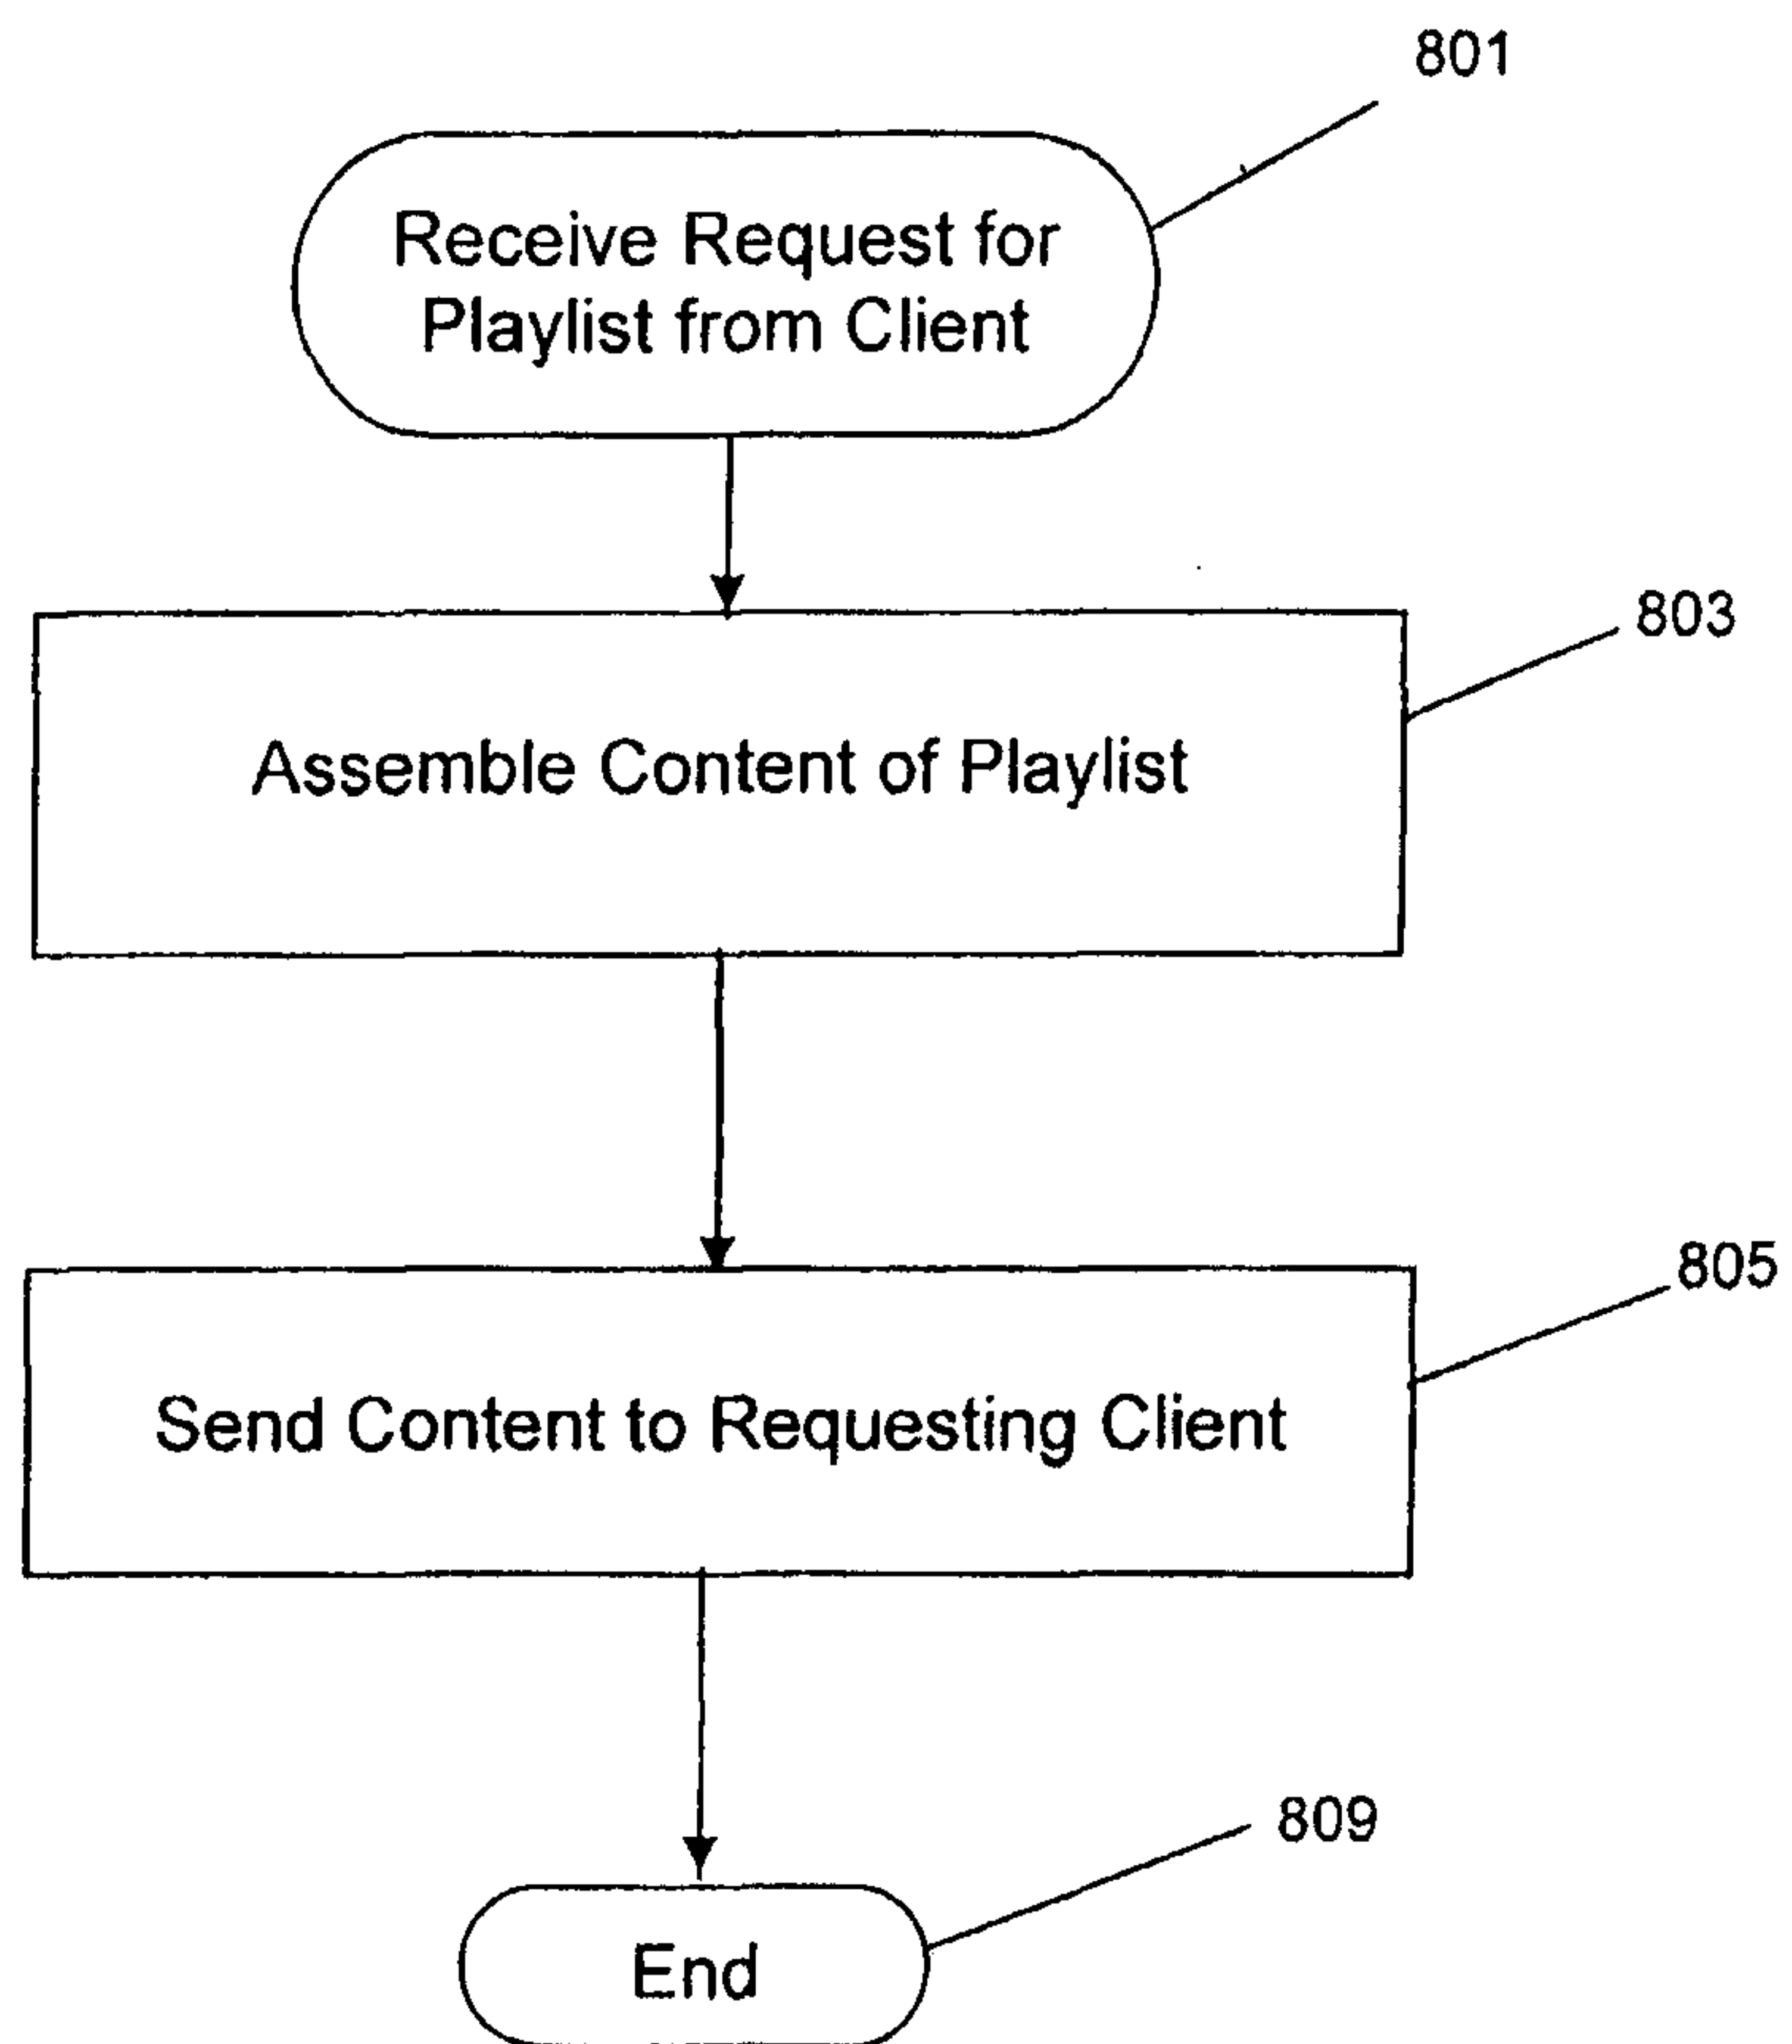 801
Receive Request for
Playlist from Client
803
Assemble Content of Playlist
805
Send Content to Requesting Client
809
End